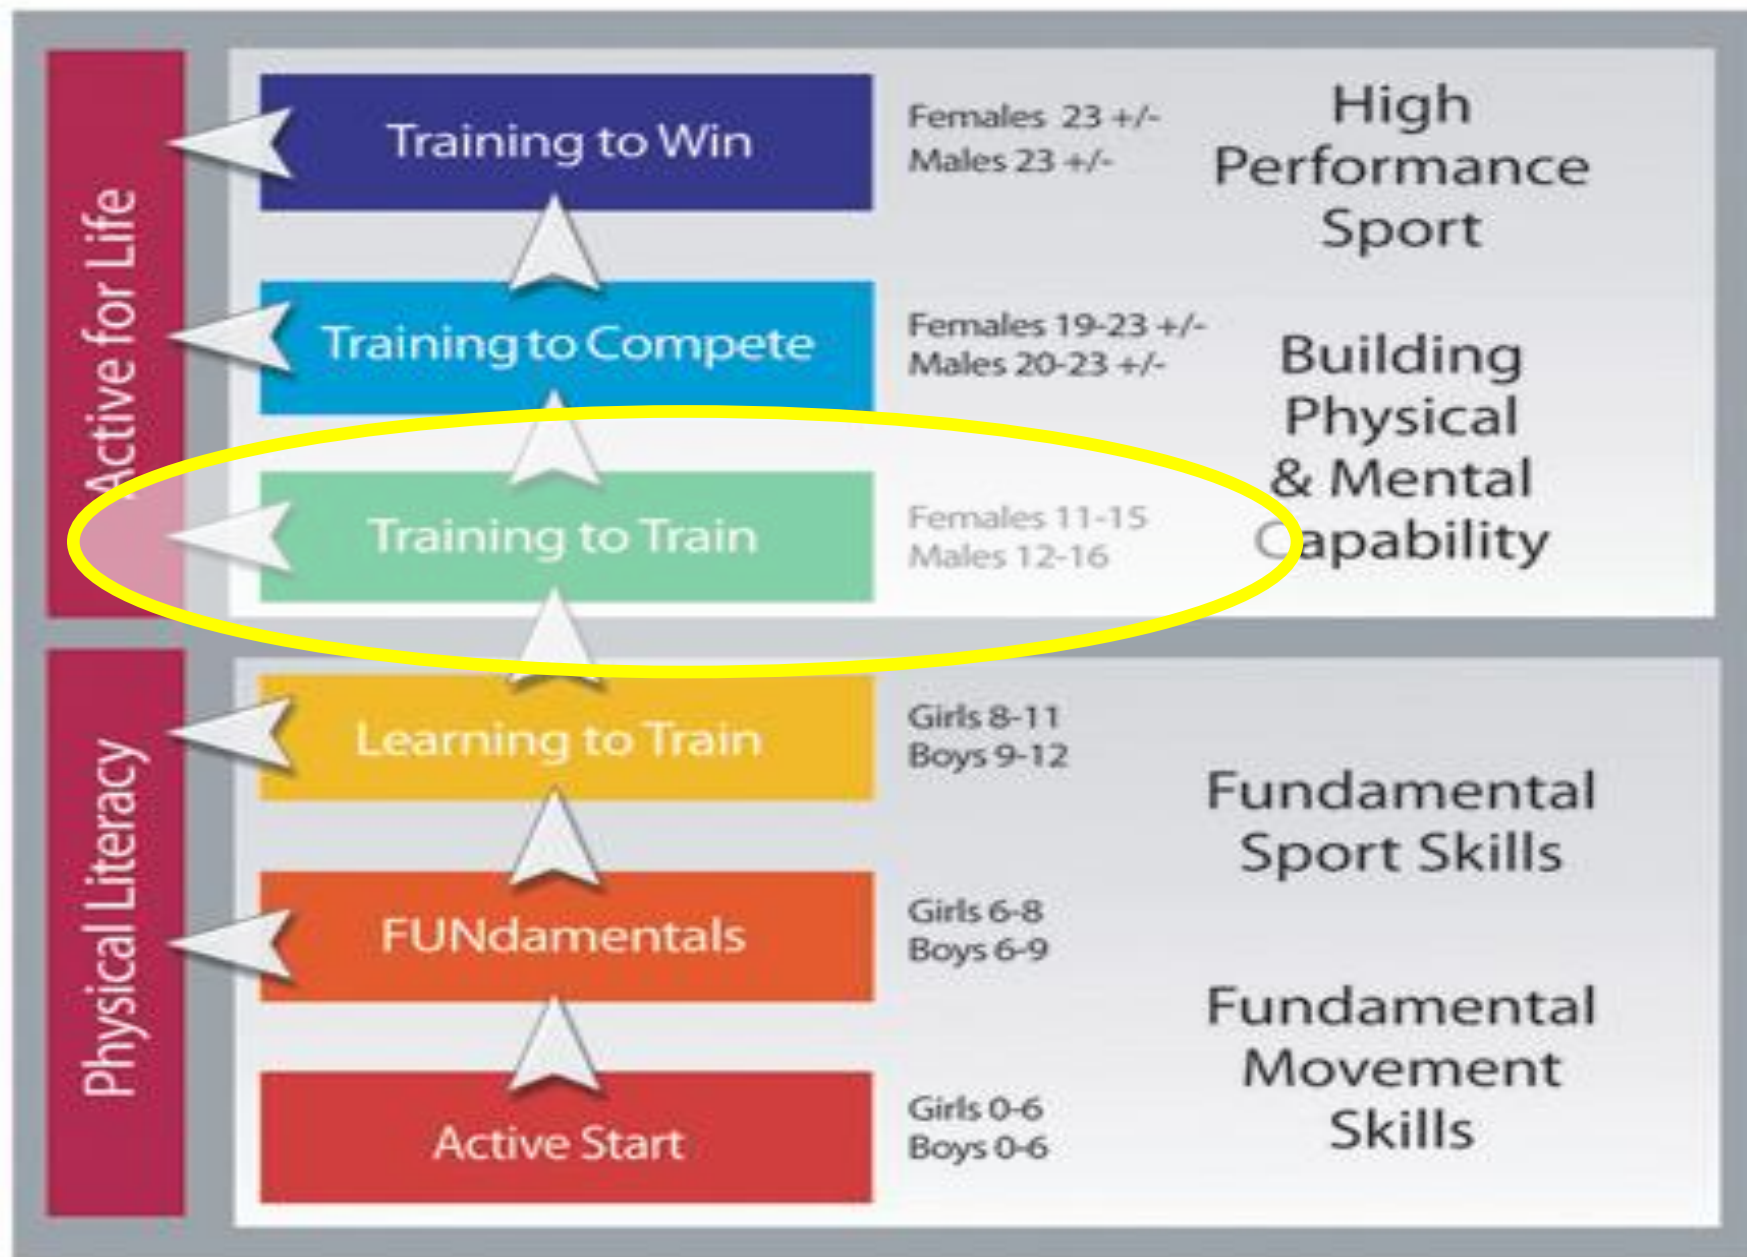 Active for Life
Training to Win
Females 23 +/-
Males 23 +/-
High
Performance
Sport
Training to Compete
Females 19-23 +/-
Males 20-23 +/-
Building
Physical
& Mental
Capability
Training to Train
Females 11-15
Males 12-16
Physical Literacy
Learning to Train
Girls 8-11
Boys 9-12
Fundamental
Sport Skills
FUNdamentals
Girls 6-8
Boys 6-9
Fundamental
Movement
Skills
Active Start
Girls 0-6
Boys 0-6